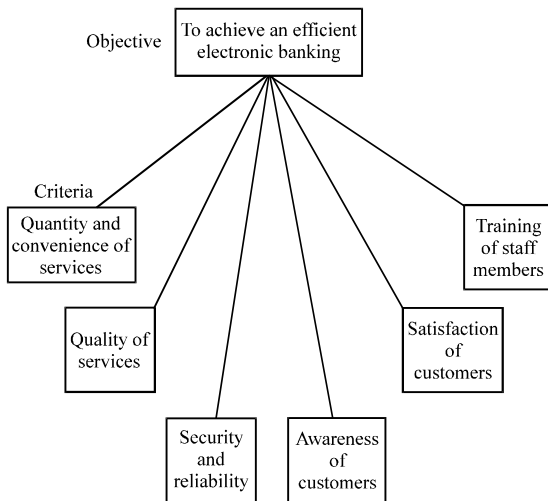 Objective
To achieve an efficient
electronic banking
Criteria
Quantity and
convenience of
services
Training
of staff
members
Quality of
services
Satisfaction
of
customers
Security
and
reliability
Awareness
of
customers